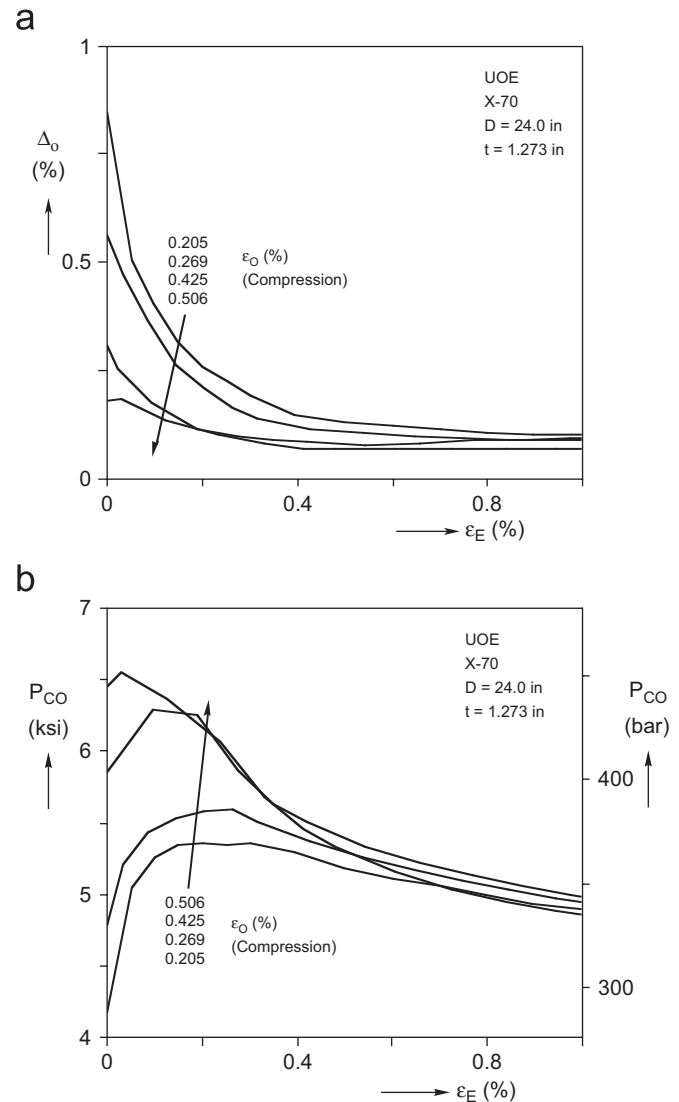 a
1
Δo
(%)
0.5
0
UOE
X-70
D = 24.0 in
t = 1.273 in
0.205
0.269
0.425
0.506
εO (%)
(Compression)
0
0.4
0.8
εE (%)
b
7
PCO
(ksi)
6
5
4
UOE
X-70
D = 24.0 in
t = 1.273 in
PCO
(bar)
400
300
0.506
0.425
0.269
0.205
εO (%)
(Compression)
0
0.4
0.8
εE (%)